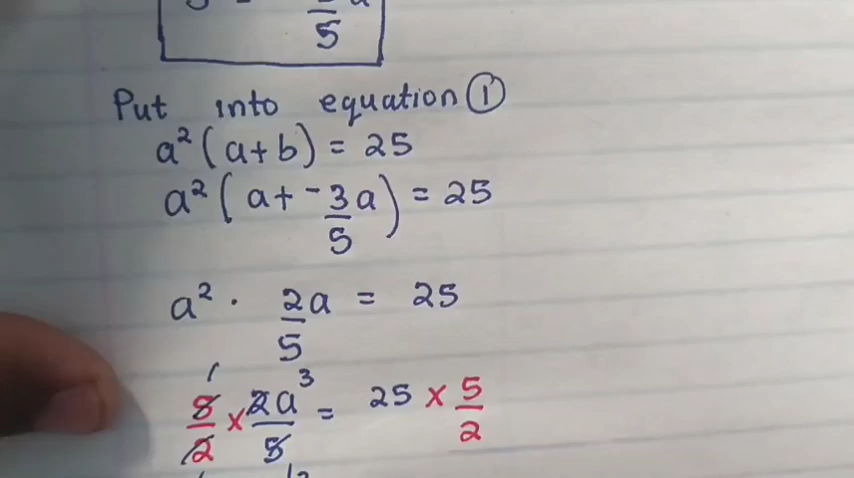 5
Put into equation ①
a² (a+b) = 25
a² (a + -3/5 a) = 25
a² · 2/5 a = 25
5/2 × 2a³/5 = 25 × 5/2